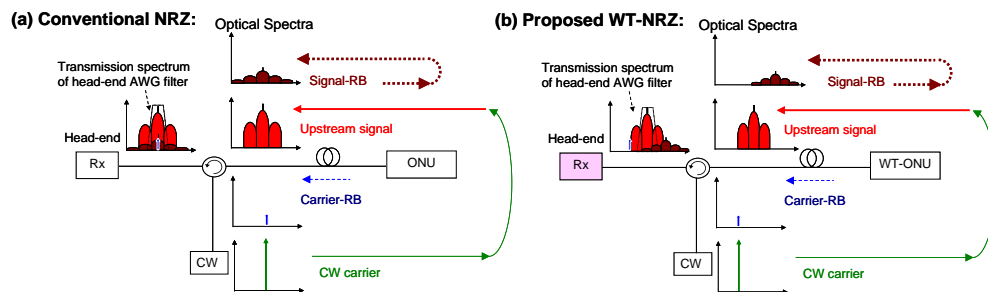 (a) Conventional NRZ:
Optical Spectra
Transmission spectrum
of head-end AWG filter
Signal-RB
Head-end
Upstream signal
Rx
ONU
Carrier-RB
CW
CW carrier
(b) Proposed WT-NRZ:
Optical Spectra
Transmission spectrum
of head-end AWG filter
Signal-RB
Head-end
Upstream signal
Rx
WT-ONU
Carrier-RB
CW
CW carrier